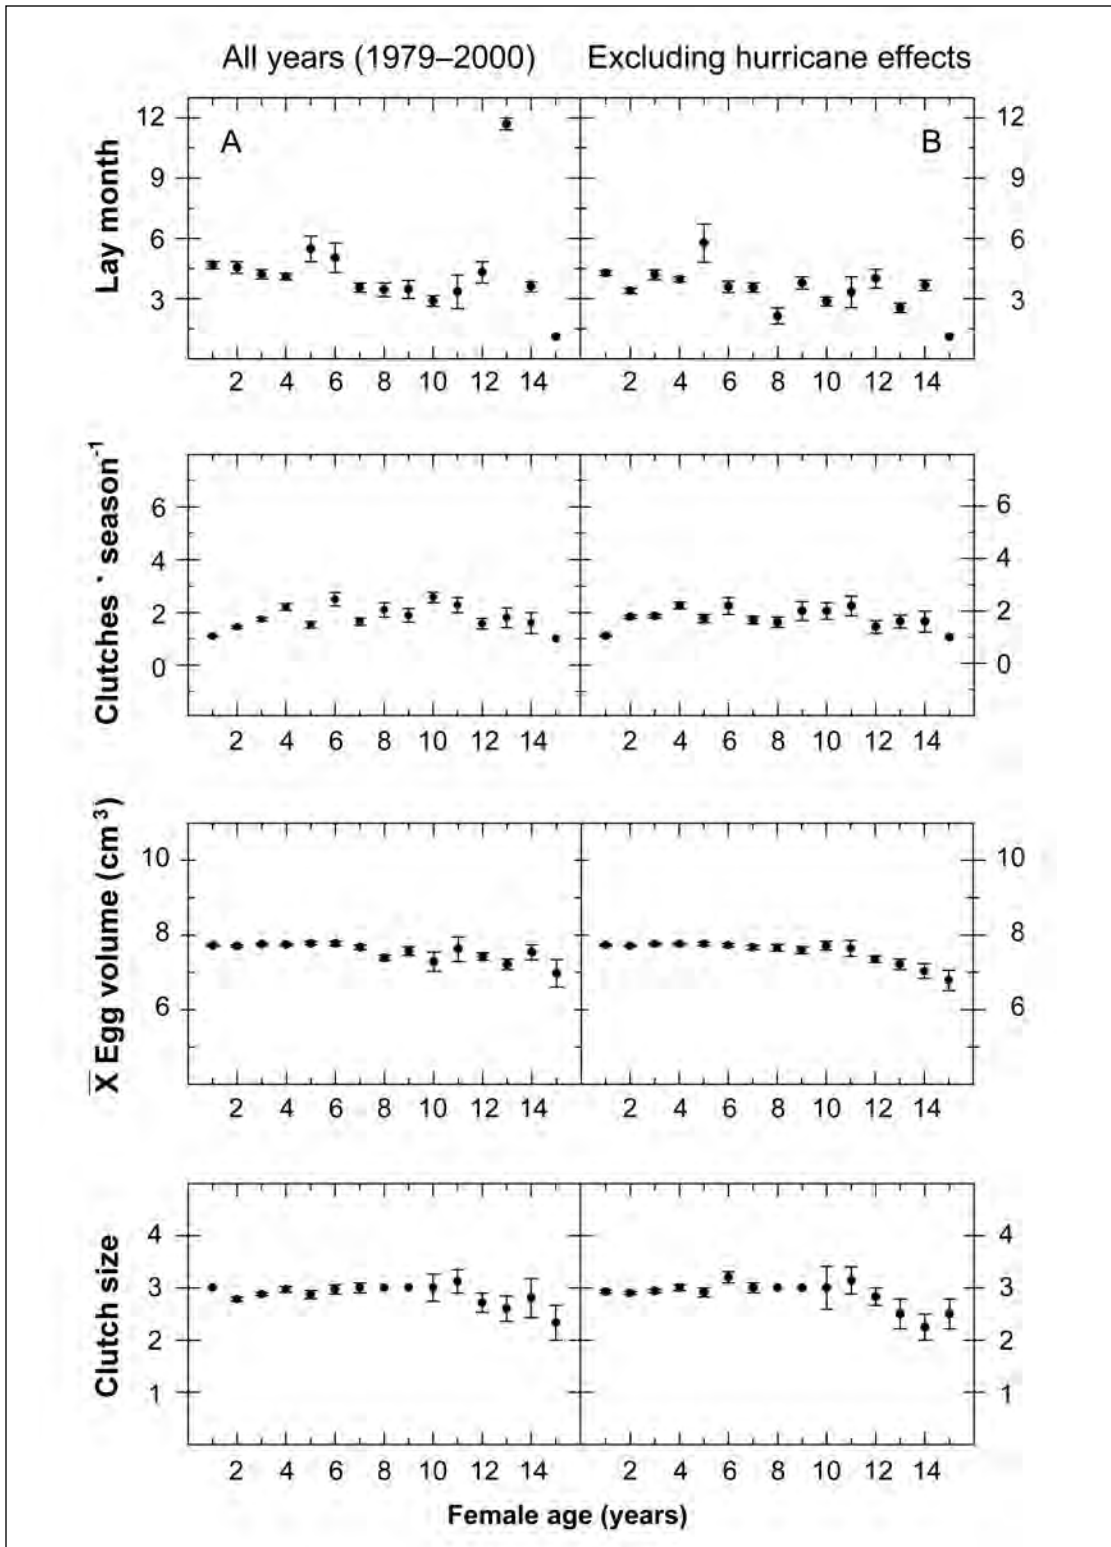 All years (1979–2000) Excluding hurricane effects
Lay month
12 9 6 3
A
B
12 9 6 3
2 4 6 8 10 12 14 2 4 6 8 10 12 14
Clutches ' season-1
6 4 2 0
6 4 2 0
2 4 6 8 10 12 14 2 4 6 8 10 12 14
X̅ Egg volume (cm³)
10 8 6
10 8 6
2 4 6 8 10 12 14 2 4 6 8 10 12 14
Clutch size
4 3 2 1
4 3 2 1
2 4 6 8 10 12 14 2 4 6 8 10 12 14
Female age (years)